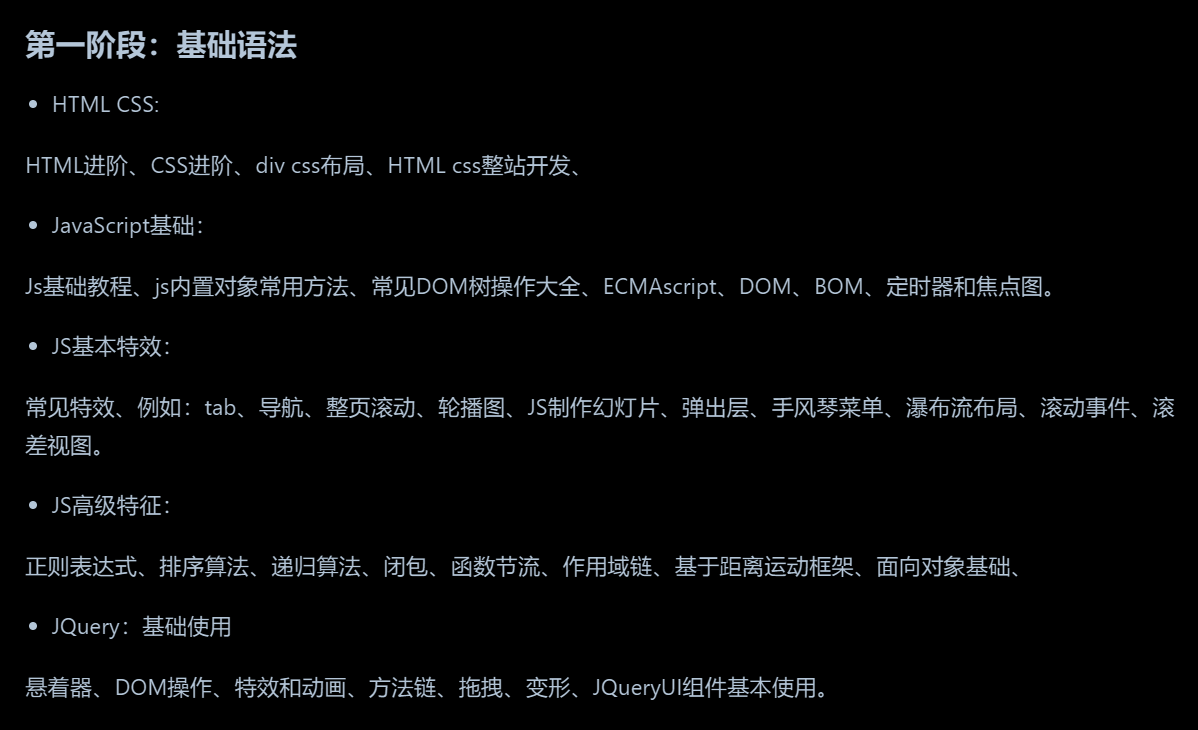 第一阶段：基础语法
• HTML CSS:
HTML进阶、CSS进阶、div css布局、HTML css整站开发、
• JavaScript基础：
Js基础教程、js内置对象常用方法、常见DOM树操作大全、ECMAscript、DOM、BOM、定时器和焦点图。
• JS基本特效：
常见特效、例如：tab、导航、整页滚动、轮播图、JS制作幻灯片、弹出层、手风琴菜单、瀑布流布局、滚动事件、滚
差视图。
• JS高级特征：
正则表达式、排序算法、递归算法、闭包、函数节流、作用域链、基于距离运动框架、面向对象基础、
• JQuery：基础使用
悬着器、DOM操作、特效和动画、方法链、拖拽、变形、JQueryUI组件基本使用。